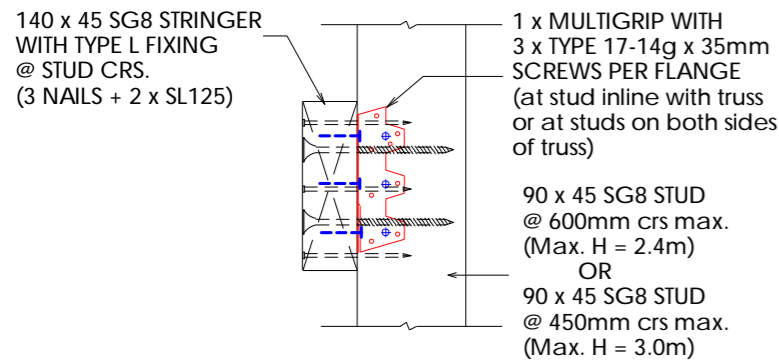 140 x 45 SG8 STRINGER
WITH TYPE L FIXING
@ STUD CRS.
(3 NAILS + 2 x SL125)
1 x MULTIGRIP WITH
3 x TYPE 17-14g x 35mm
SCREWS PER FLANGE
(at stud inline with truss
or at studs on both sides
of truss)
90 x 45 SG8 STUD
@ 600mm crs max.
(Max. H = 2.4m)
OR
90 x 45 SG8 STUD
@ 450mm crs max.
(Max. H = 3.0m)